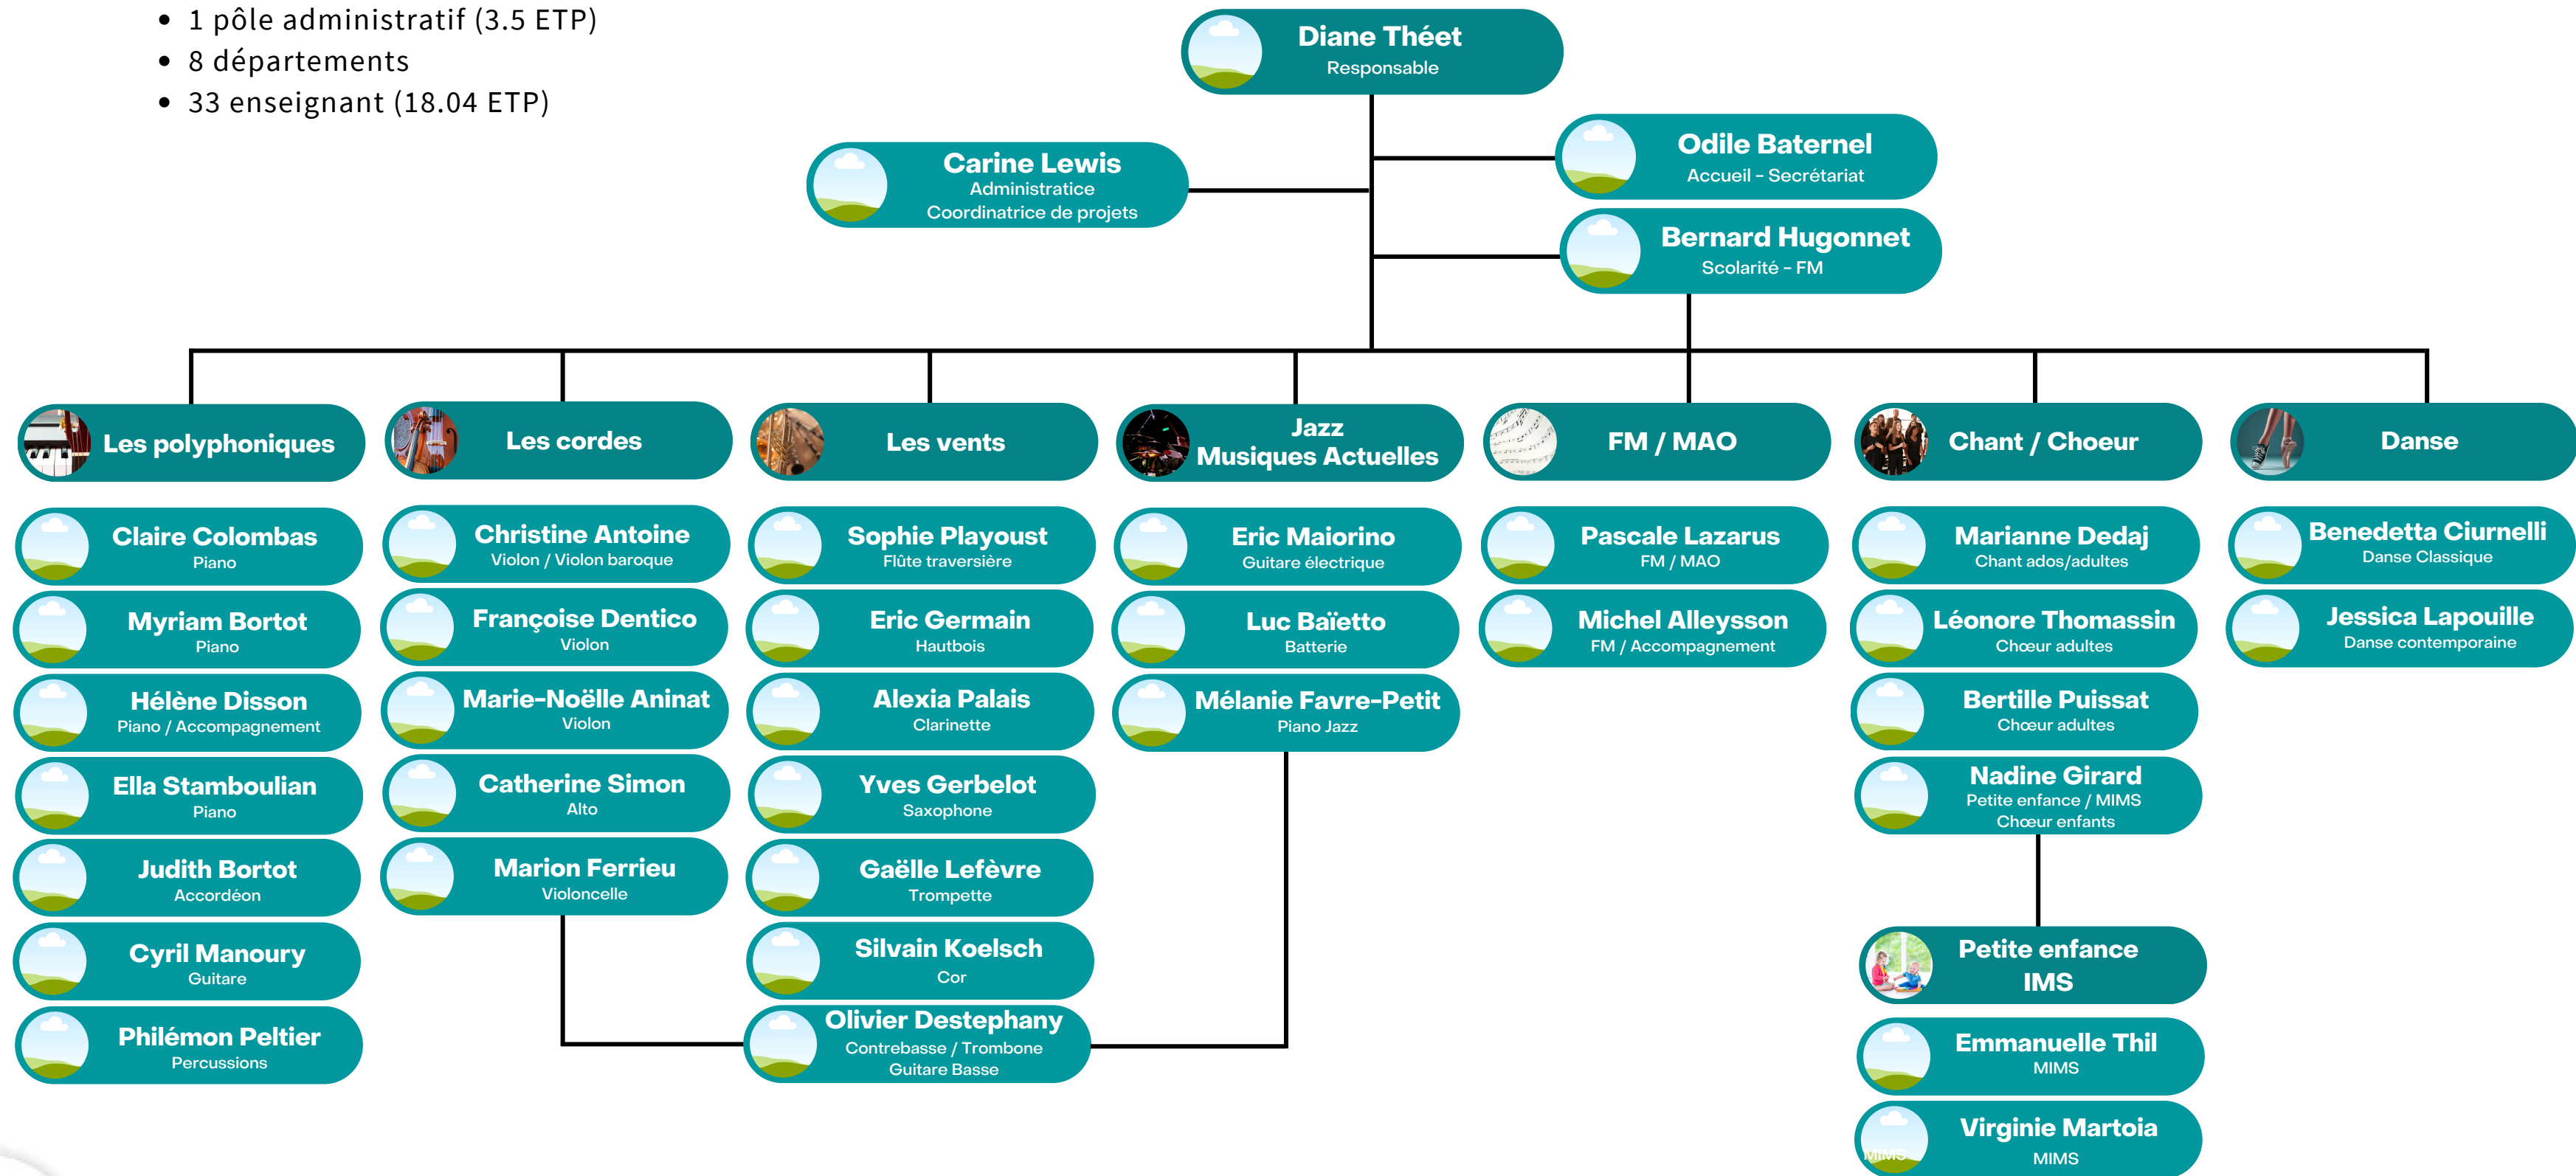 • 1 pôle administratif (3.5 ETP)
• 8 départements
• 33 enseignant (18.04 ETP)
Diane Théet
Responsable
Carine Lewis
Administratice
Coordinatrice de projets
Odile Baternel
Accueil - Secrétariat
Bernard Hugonnet
Scolarité - FM
Les polyphoniques
Claire Colombas
Piano
Myriam Bortot
Piano
Hélène Disson
Piano / Accompagnement
Ella Stamboulian
Piano
Judith Bortot
Accordéon
Cyril Manoury
Guitare
Philémon Peltier
Percussions
Les cordes
Christine Antoine
Violon / Violon baroque
Françoise Dentico
Violon
Marie-Noëlle Aninat
Violon
Catherine Simon
Alto
Marion Ferrieu
Violoncelle
Les vents
Sophie Playoust
Flûte traversière
Eric Germain
Hautbois
Alexia Palais
Clarinette
Yves Gerbelot
Saxophone
Gaëlle Lefèvre
Trompette
Silvain Koelsch
Cor
Olivier Destephany
Contrebasse / Trombone
Guitare Basse
Jazz
Musiques Actuelles
Eric Maiorino
Guitare électrique
Luc Baïetto
Batterie
Mélanie Favre-Petit
Piano Jazz
FM / MAO
Pascale Lazarus
FM / MAO
Michel Alleysson
FM / Accompagnement
Chant / Choeur
Marianne Dedaj
Chant ados/adultes
Léonore Thomassin
Chœur adultes
Bertille Puissat
Chœur adultes
Nadine Girard
Petite enfance / MIMS
Chœur enfants
Petite enfance
IMS
Emmanuelle Thil
MIMS
Virginie Martoia
MIMS
MIMS
Danse
Benedetta Ciurnelli
Danse Classique
Jessica Lapouille
Danse contemporaine